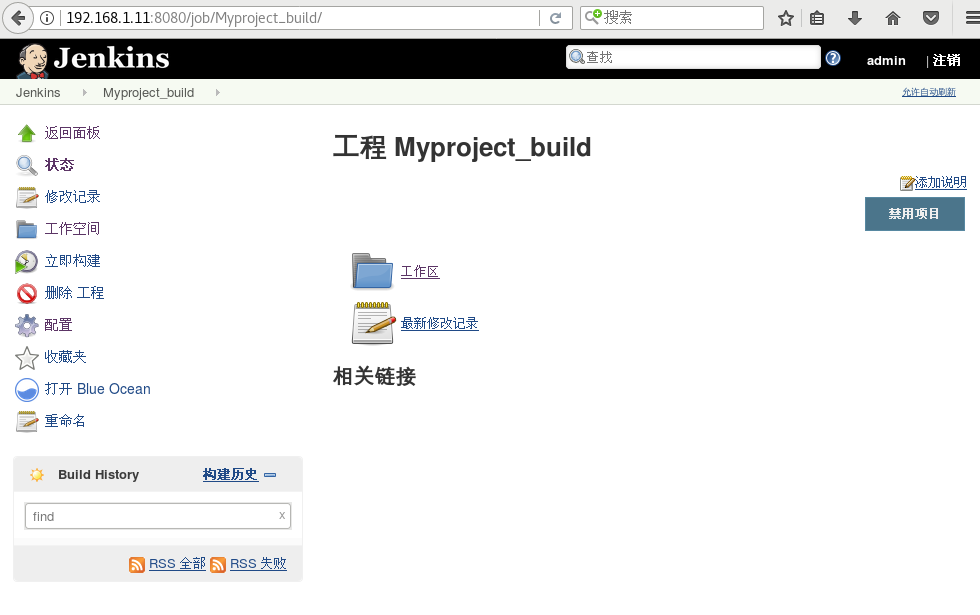 192.168.1.11:8080/job/Myproject_build/
搜索
Jenkins
查找
admin
| 注销
Jenkins
Myproject_build
允许自动刷新
返回面板
状态
修改记录
工作空间
立即构建
删除 工程
配置
收藏夹
打开 Blue Ocean
重命名
Build History
构建历史
find
x
RSS 全部
RSS 失败
工程 Myproject_build
添加说明
禁用项目
工作区
最新修改记录
相关链接